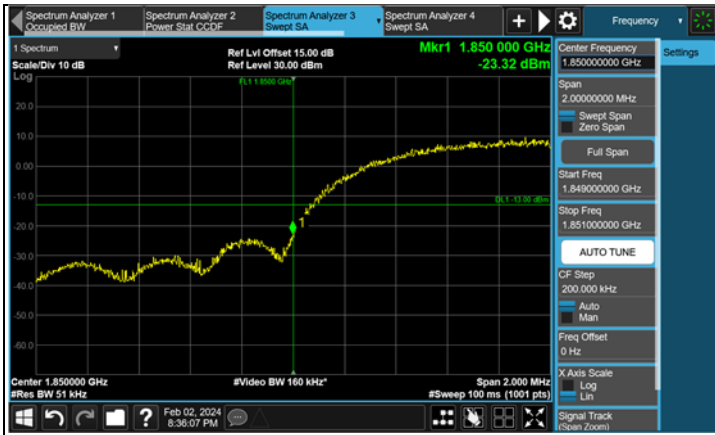 Spectrum Analyzer 1
Occupied BW
Spectrum Analyzer 2
Power Stat CCDF
Spectrum Analyzer 3
Swept SA
Spectrum Analyzer 4
Swept SA
+
Frequency
1 Spectrum
Scale/Div 10 dB
Log
Ref Lvl Offset 15.00 dB
Ref Level 30.00 dBm
Mkr1 1.850 000 GHz
-23.32 dBm
FL1 1.8500 GHz
20.0
10.0
0.00
-10.0
-20.0
-30.0
-40.0
-50.0
-60.0
DL1 -13.00 dBm
1
Center 1.850000 GHz
#Res BW 51 kHz
#Video BW 160 kHz*
Span 2.000 MHz
#Sweep 100 ms (1001 pts)
Center Frequency
1.850000000 GHz
Span
2.00000000 MHz
Swept Span
Zero Span
Full Span
Start Freq
1.849000000 GHz
Stop Freq
1.851000000 GHz
AUTO TUNE
CF Step
200.000 kHz
Auto
Man
Freq Offset
0 Hz
X Axis Scale
Log
Lin
Signal Track
(Span Zoom)
Settings
?
Feb 02, 2024
8:36:07 PM